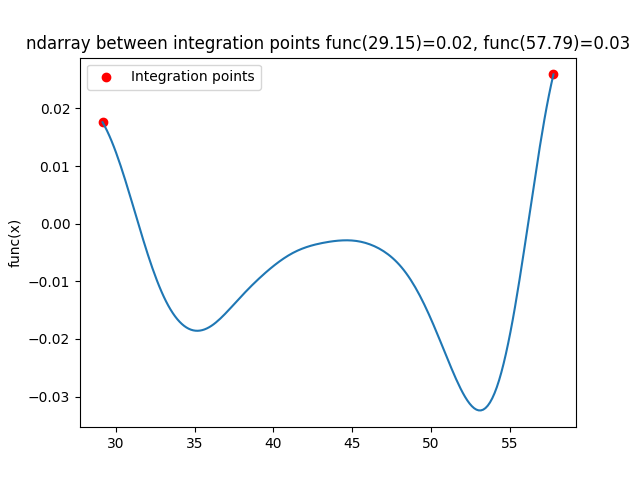 ndarray between integration points func(29.15)=0.02, func(57.79)=0.03
Integration points
func(x)
0.02
0.01
0.00
−0.01
−0.02
−0.03
30 35 40 45 50 55